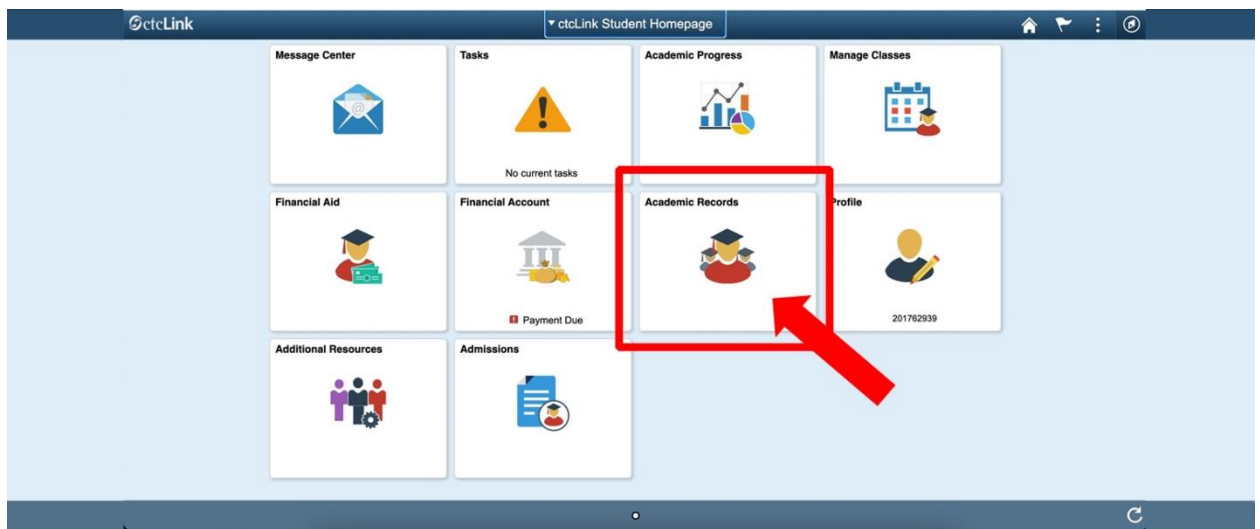 ctcLink
ctcLink Student Homepage
Message Center
Tasks
Academic Progress
Manage Classes
No current tasks
Financial Aid
Financial Account
Academic Records
Profile
Payment Due
201762939
Additional Resources
Admissions